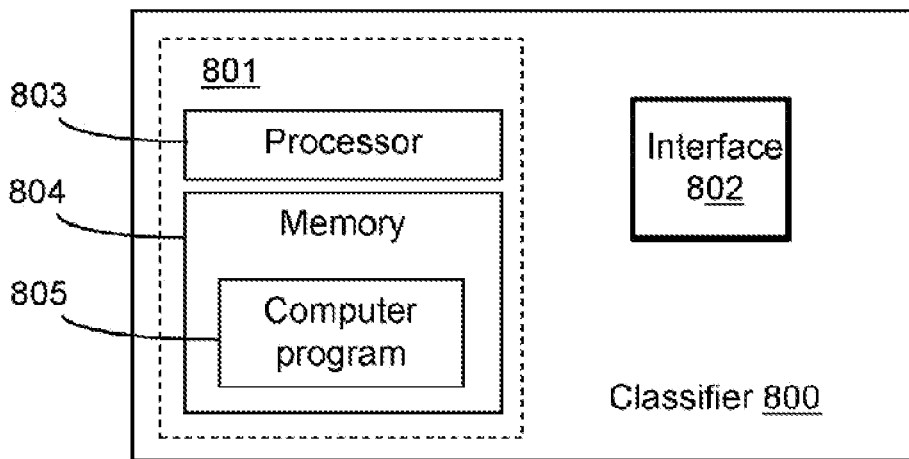 801
803
Processor
Interface
802
804
Memory
805
Computer
program
Classifier 800